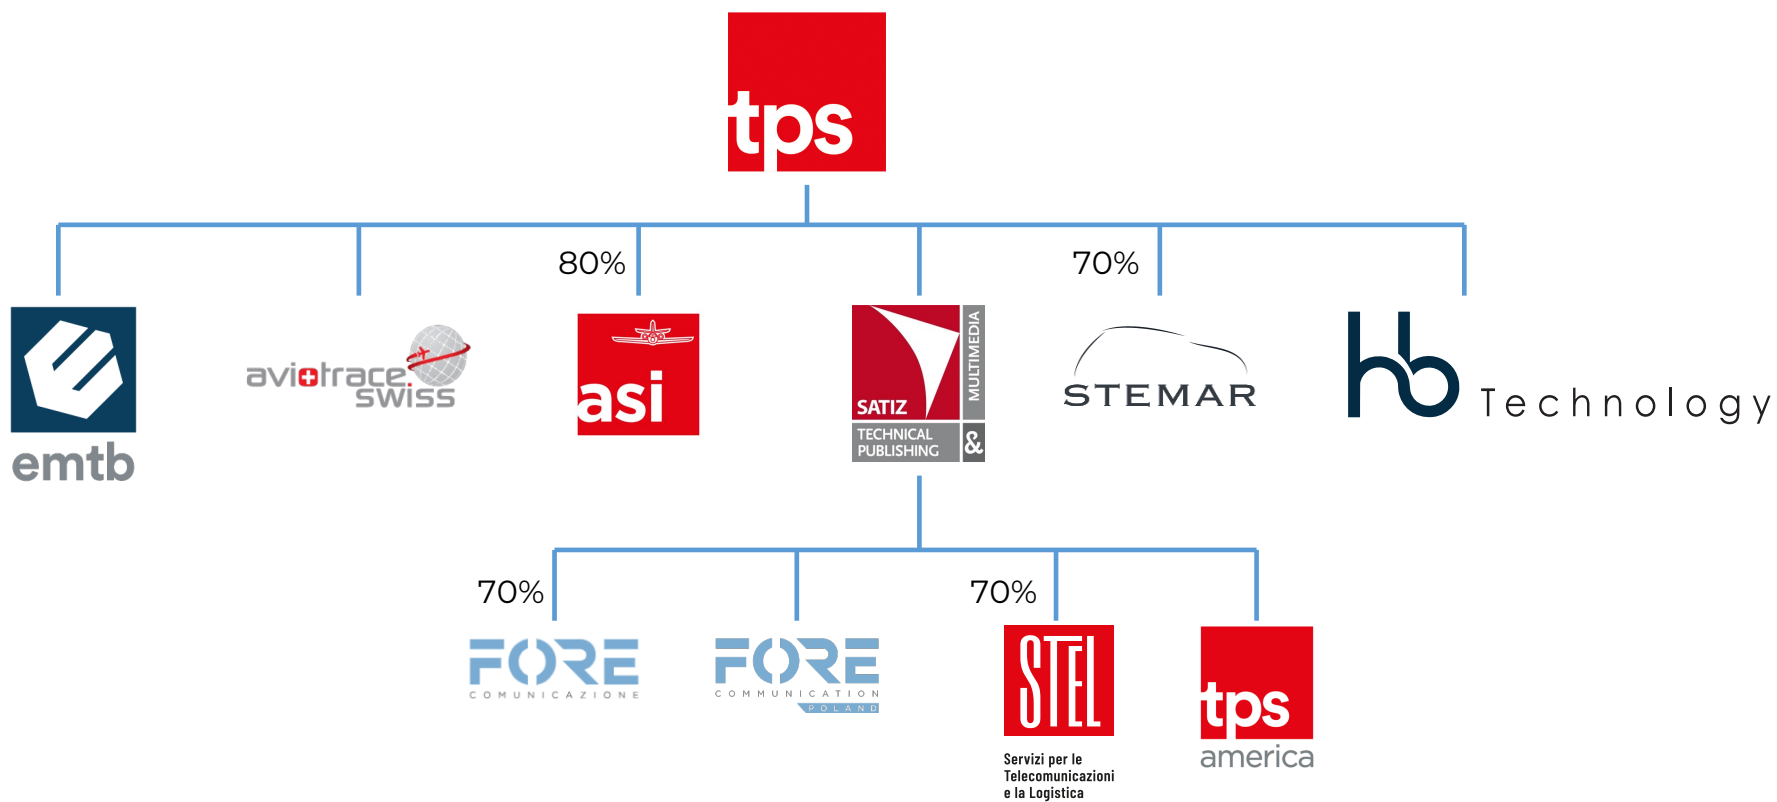 tps
80%
70%
emtb
aviotrace.
SWISS
asi
SATIZ
MULTIMEDIA
TECHNICAL
PUBLISHING
&
STEMAR
hb Technology
70%
70%
FORE
COMUNICAZIONE
FORE
COMMUNICATION
POLAND
STEL
Servizi per le
Telecomunicazioni
e la Logistica
tps
america